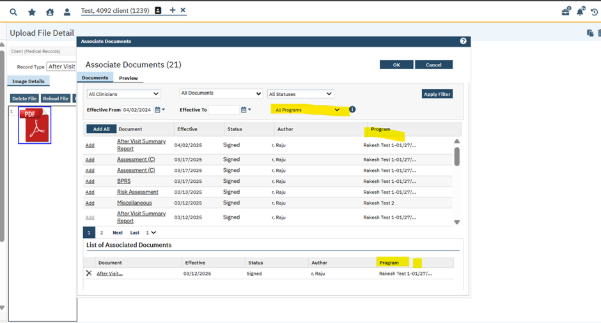 Test, 4092 client (1239)
Upload File Detail
Client (Medical Records)
Record Type After Visit
Image Details
Delete File Reload File
1
PDF
Associate Documents
Associate Documents (21)
OK Cancel
Documents Preview
All Clinicians All Documents All Statuses Apply Filter
Effective From 04/02/2024 Effective To All Programs
Add All Document Effective Status Author Program
Add After Visit Summary Report 04/02/2025 Signed r, Raju Rakesh Test 1-01/27/...
Add Assessment (C) 03/17/2025 Signed r, Raju Rakesh Test 1-01/27/...
Add Assessment (C) 03/17/2025 Signed r, Raju Rakesh Test 1-01/27/...
Add BPRS 03/17/2025 Signed r, Raju Rakesh Test 1-01/27/...
Add Risk Assessment 03/13/2025 Signed r, Raju Rakesh Test 1-01/27/...
Add Miscellaneous 03/12/2025 Signed r, Raju Rakesh Test 2
Add After Visit Summary Report 03/12/2025 Signed r, Raju Rakesh Test 1-01/27/...
1 2 Next Last 1
List of Associated Documents
Document Effective Status Author Program
After Visit... 03/12/2025 Signed r, Raju Rakesh Test 1-01/27/...